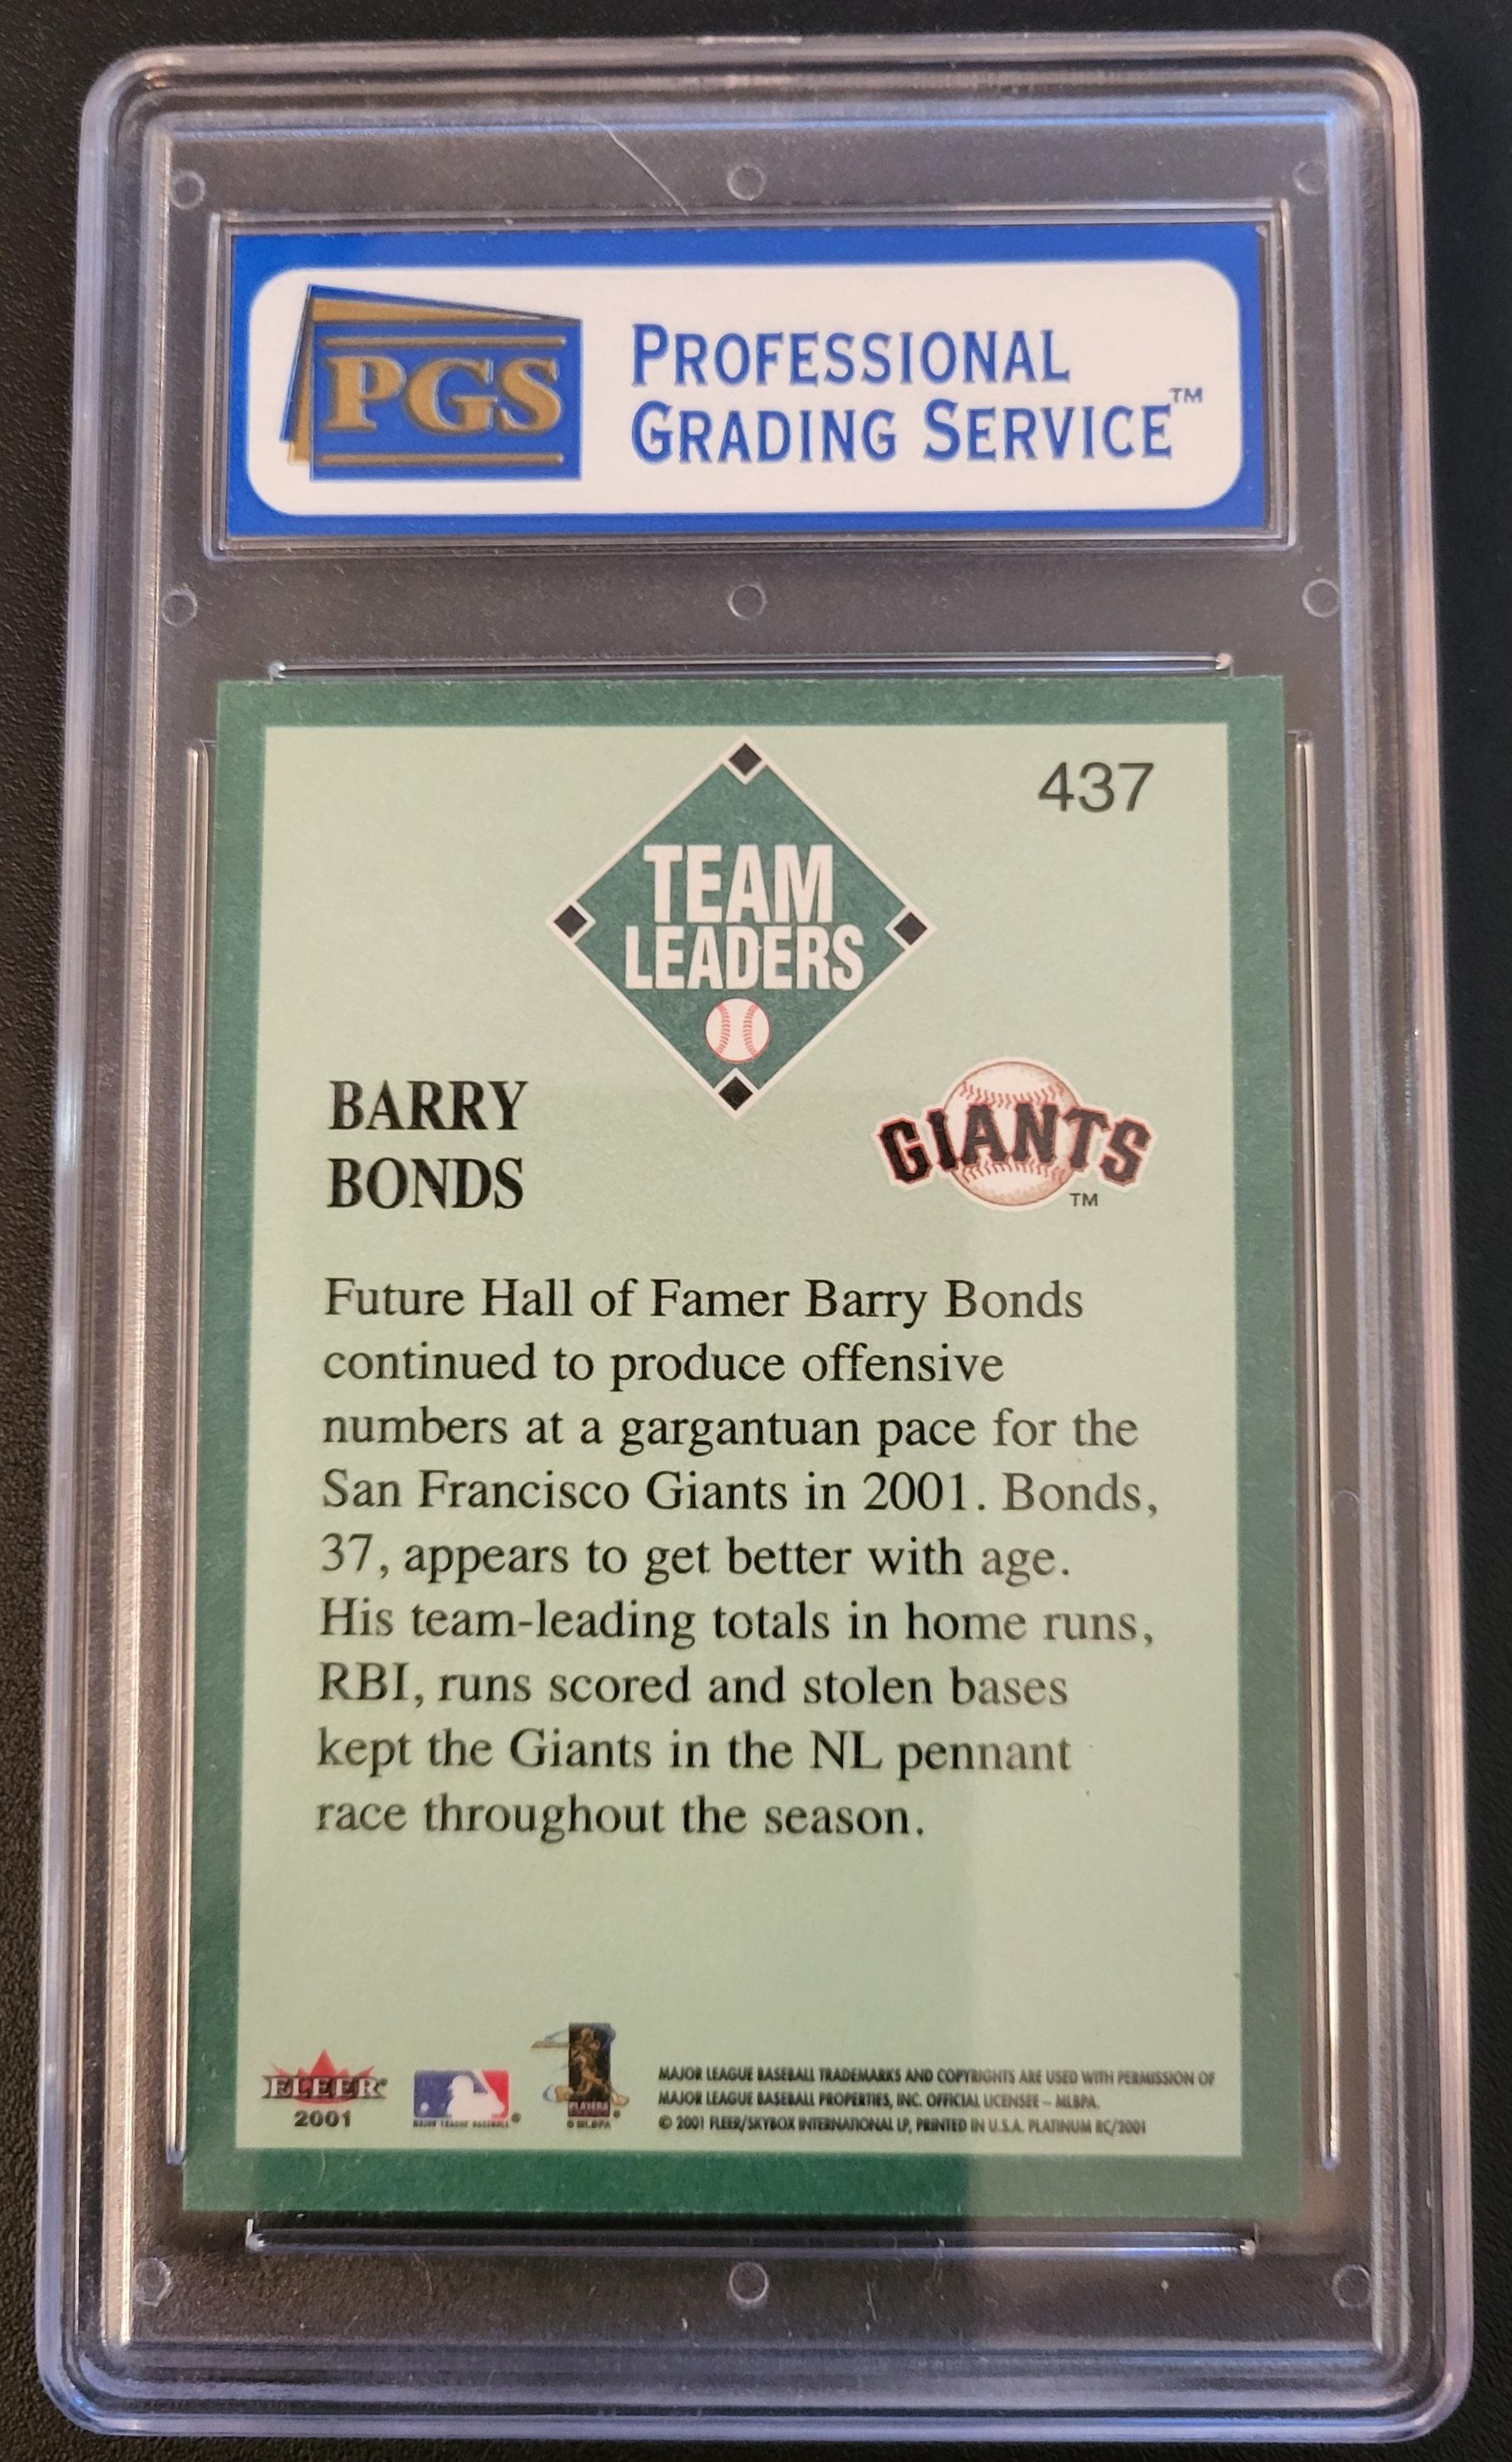 PGS
PROFESSIONAL
GRADING SERVICE™
437
TEAM
LEADERS
BARRY
BONDS
GIANTS
TM
Future Hall of Famer Barry Bonds
continued to produce offensive
numbers at a gargantuan pace for the
San Francisco Giants in 2001. Bonds,
37, appears to get better with age.
His team-leading totals in home runs,
RBI, runs scored and stolen bases
kept the Giants in the NL pennant
race throughout the season.
FLEER®
2001
MAJOR LEAGUE BASEBALL®
PLAYERS
© MLBPA
MAJOR LEAGUE BASEBALL TRADEMARKS AND COPYRIGHTS ARE USED WITH PERMISSION OF
MAJOR LEAGUE BASEBALL PROPERTIES, INC. OFFICIAL LICENSEE – MLBPA.
© 2001 FLEER/SKYBOX INTERNATIONAL LP, PRINTED IN U.S.A. PLATINUM RC/2001